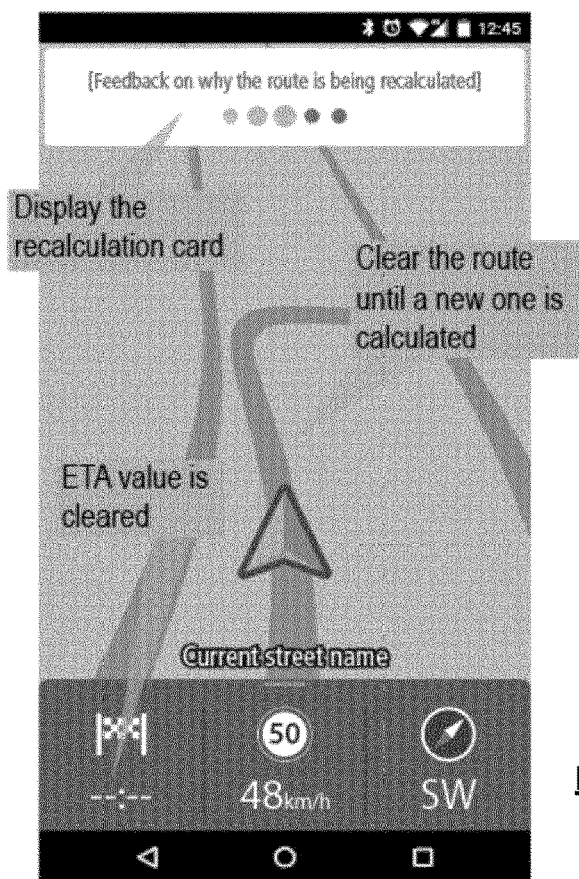 12:45
[Feedback on why the route is being recalculated]
Display the
recalculation card
Clear the route
until a new one is
calculated
ETA value is
cleared
Current street name
50
--:--
48km/h
SW